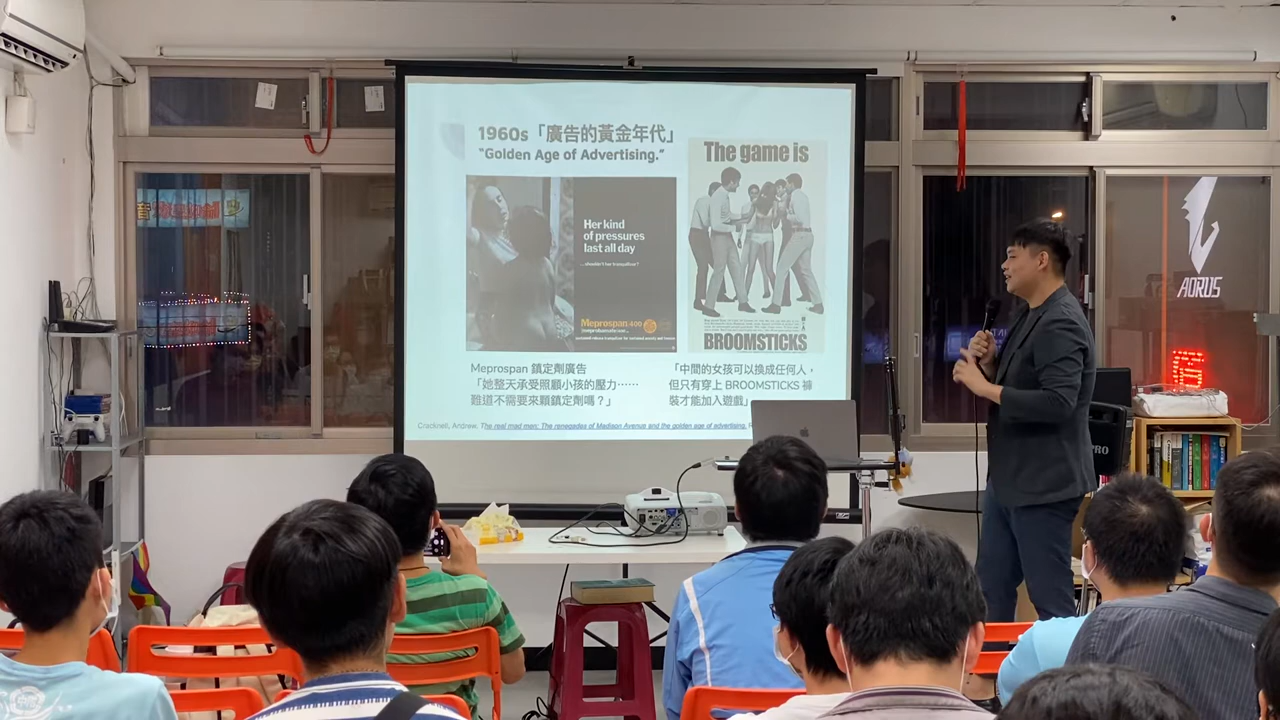 1960s「廣告的黃金年代」
"Golden Age of Advertising."
Her kind
of pressures
last all day
... shouldn't her tranquilizer?
Meprospan-400
The game is
BROOMSTICKS
Meprospan 鎮定劑廣告
「她整天承受照顧小孩的壓力⋯⋯
難道不需要來顆鎮定劑嗎？」
「中間的女孩可以換成任何人，
但只有穿上 BROOMSTICKS 褲
裝才能加入遊戲」
Cracknell, Andrew. The real mad men: The renegades of Madison Avenue and the golden age of advertising.
AORUS
PRO